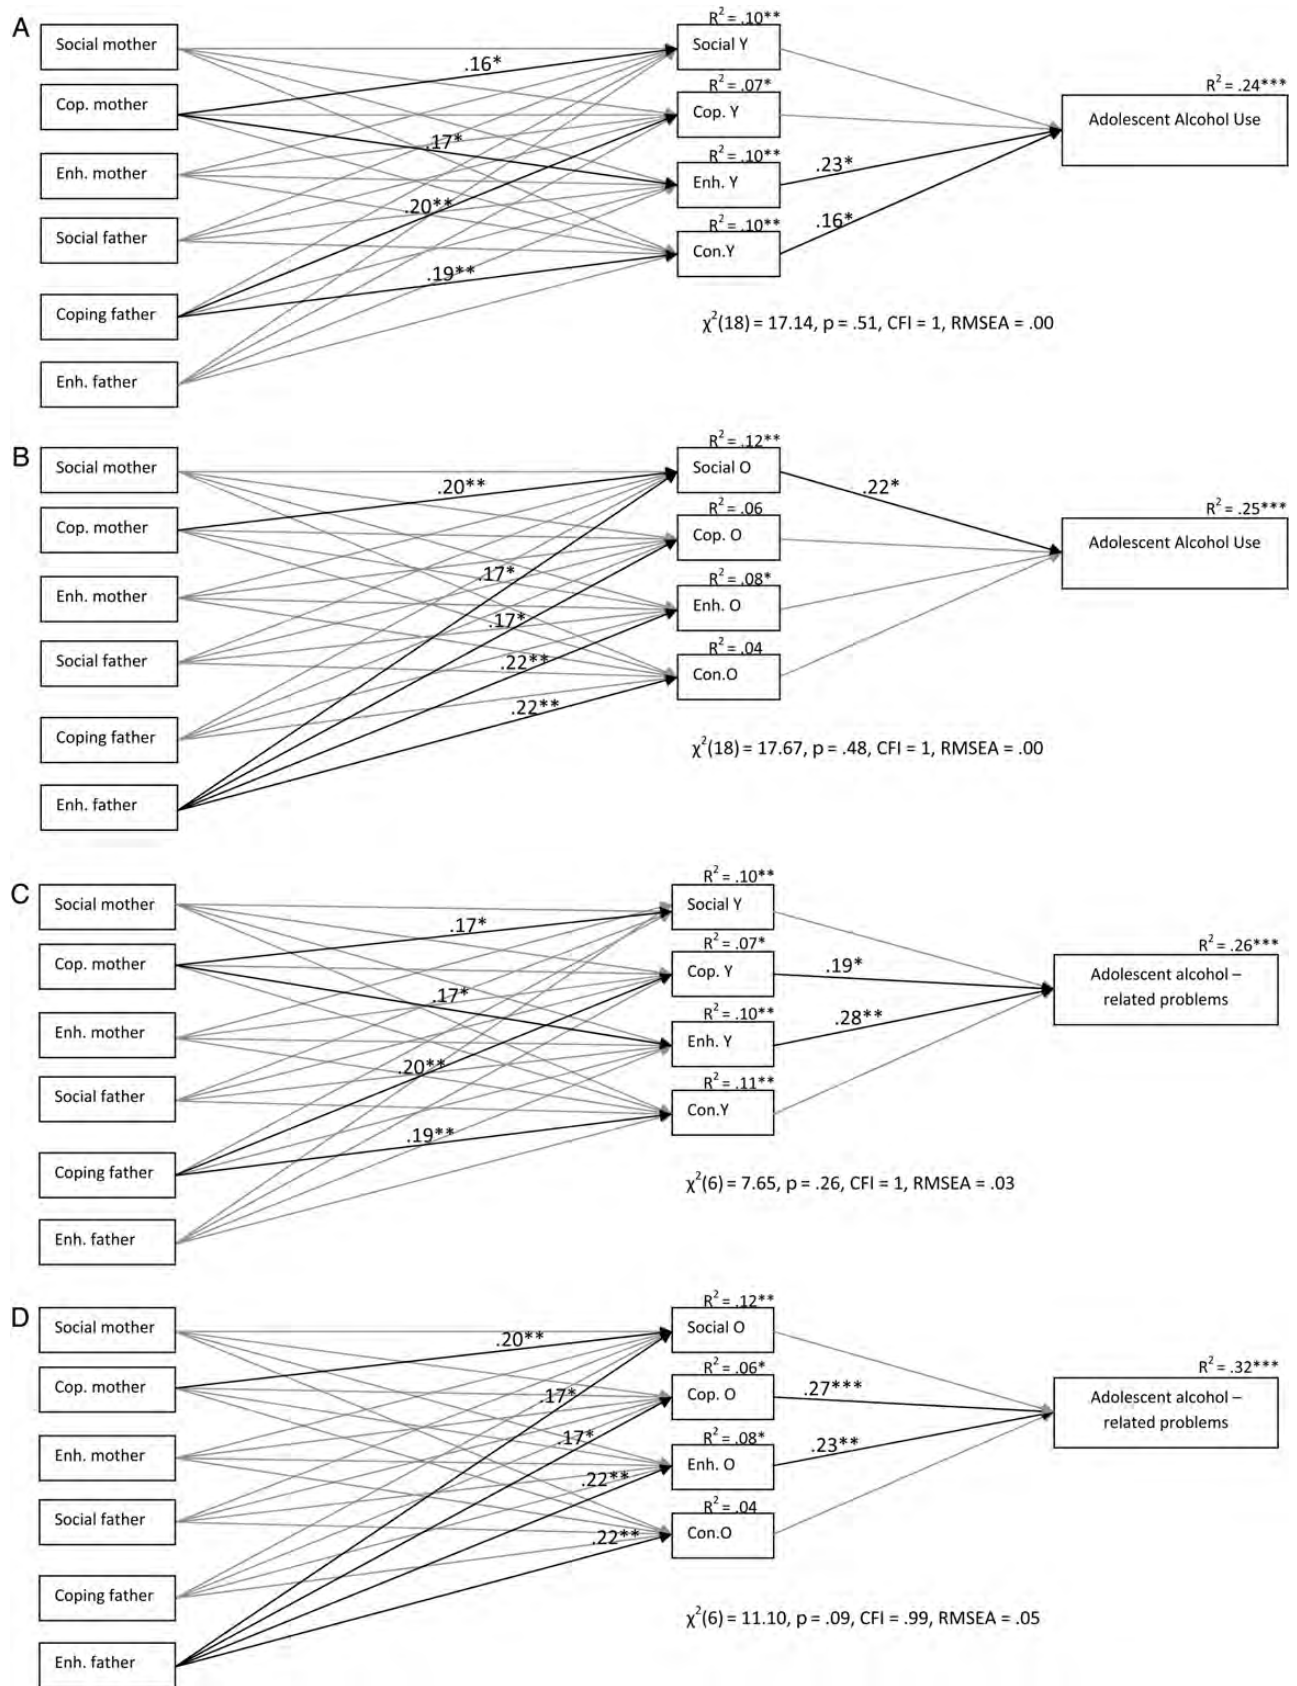 A
Social mother
Cop. mother
Enh. mother
Social father
Coping father
Enh. father
.16*
.17*
.20**
.19**
R² = .10**
Social Y
R² = .07*
Cop. Y
R² = .10**
Enh. Y
R² = .10**
Con.Y
.23*
.16*
R² = .24***
Adolescent Alcohol Use
χ²(18) = 17.14, p = .51, CFI = 1, RMSEA = .00
B
Social mother
Cop. mother
Enh. mother
Social father
Coping father
Enh. father
.20**
.17*
.17*
.22**
.22**
R² = .12**
Social O
R² = .06
Cop. O
R² = .08*
Enh. O
R² = .04
Con.O
.22*
R² = .25***
Adolescent Alcohol Use
χ²(18) = 17.67, p = .48, CFI = 1, RMSEA = .00
C
Social mother
Cop. mother
Enh. mother
Social father
Coping father
Enh. father
.17*
.17*
.20**
.19**
R² = .10**
Social Y
R² = .07*
Cop. Y
R² = .10**
Enh. Y
R² = .11**
Con.Y
.19*
.28**
R² = .26***
Adolescent alcohol –
related problems
χ²(6) = 7.65, p = .26, CFI = 1, RMSEA = .03
D
Social mother
Cop. mother
Enh. mother
Social father
Coping father
Enh. father
.20**
.17*
.17*
.22**
.22**
R² = .12**
Social O
R² = .06*
Cop. O
R² = .08*
Enh. O
R² = .04
Con.O
.27***
.23**
R² = .32***
Adolescent alcohol –
related problems
χ²(6) = 11.10, p = .09, CFI = .99, RMSEA = .05